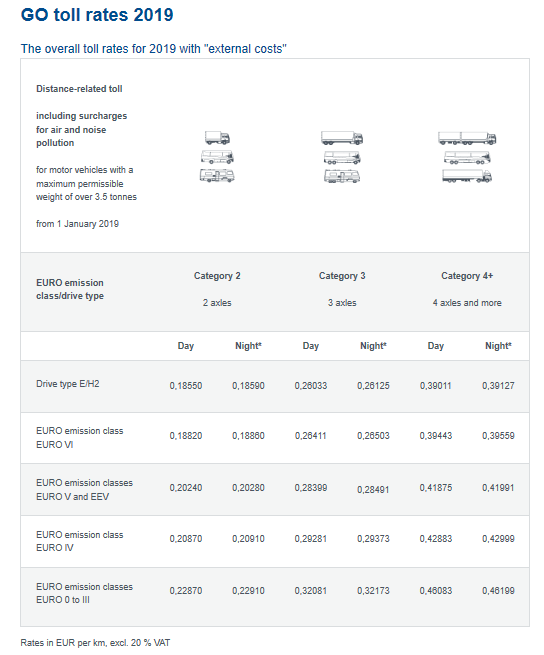 GO toll rates 2019
The overall toll rates for 2019 with "external costs"
Distance-related toll
including surcharges
for air and noise
pollution
for motor vehicles with a
maximum permissible
weight of over 3.5 tonnes
from 1 January 2019
EURO emission
class/drive type
Category 2
2 axles
Category 3
3 axles
Category 4+
4 axles and more
Day Night* Day Night* Day Night*
Drive type E/H2 0,18550 0,18590 0,26033 0,26125 0,39011 0,39127
EURO emission class
EURO VI
0,18820 0,18860 0,26411 0,26503 0,39443 0,39559
EURO emission classes
EURO V and EEV
0,20240 0,20280 0,28399 0,28491 0,41875 0,41991
EURO emission class
EURO IV
0,20870 0,20910 0,29281 0,29373 0,42883 0,42999
EURO emission classes
EURO 0 to III
0,22870 0,22910 0,32081 0,32173 0,46083 0,46199
Rates in EUR per km, excl. 20 % VAT